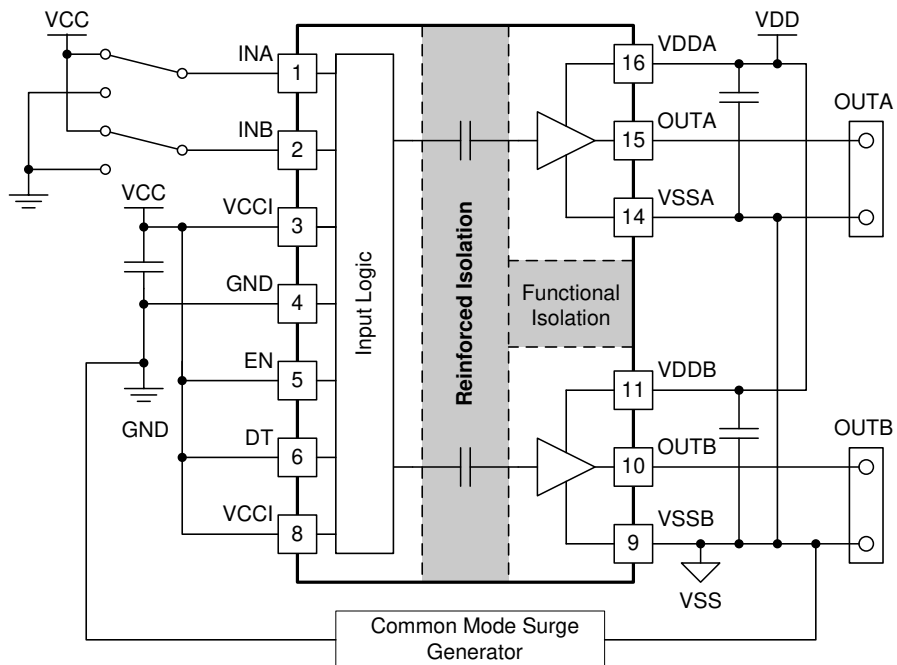 VCC
INA
1
INB
2
VCC
VCCI
3
GND
4
EN
5
GND
DT
6
VCCI
8
Input Logic
Reinforced Isolation
Functional
Isolation
VDDA
16
VDD
OUTA
15
OUTA
VSSA
14
VDDB
11
OUTB
10
OUTB
VSSB
9
VSS
Common Mode Surge
Generator